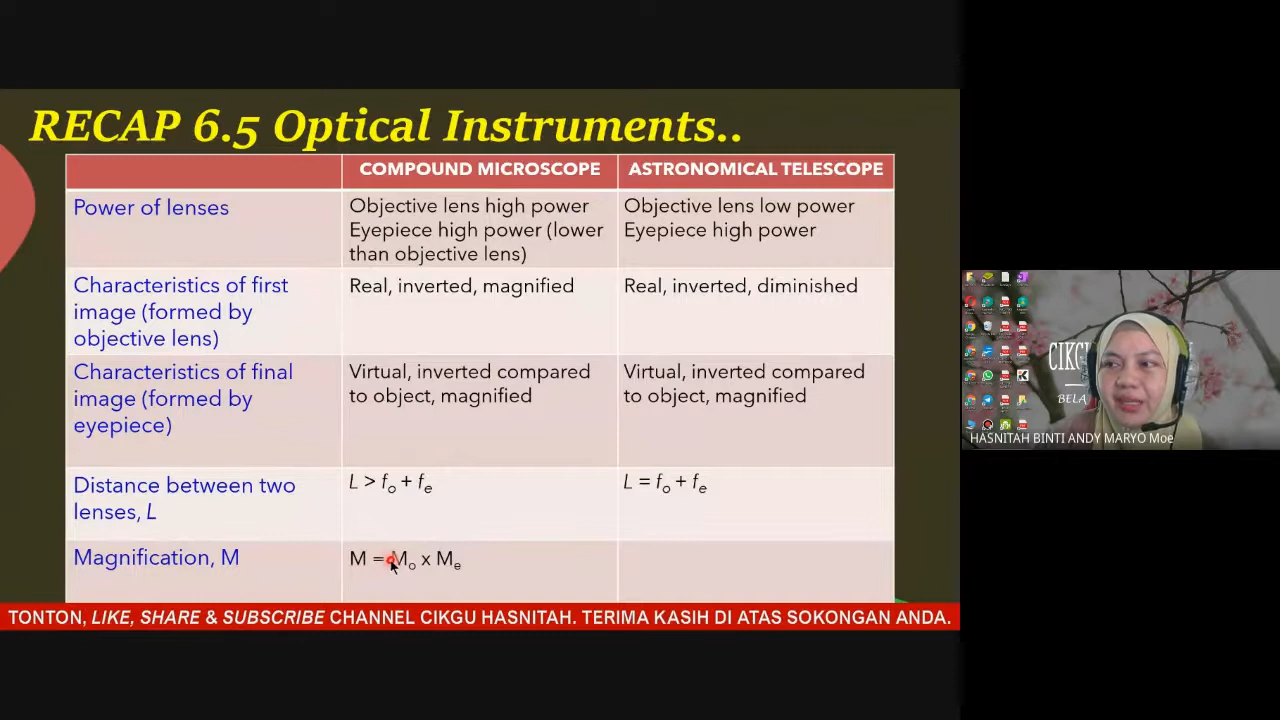 RECAP 6.5 Optical Instruments..
COMPOUND MICROSCOPE
ASTRONOMICAL TELESCOPE
Power of lenses
Objective lens high power
Eyepiece high power (lower
than objective lens)
Objective lens low power
Eyepiece high power
Characteristics of first
image (formed by
objective lens)
Real, inverted, magnified
Real, inverted, diminished
Characteristics of final
image (formed by
eyepiece)
Virtual, inverted compared
to object, magnified
Virtual, inverted compared
to object, magnified
Distance between two
lenses, L
L > fo + fe
L = fo + fe
Magnification, M
M = Mo x Me
TONTON, LIKE, SHARE & SUBSCRIBE CHANNEL CIKGU HASNITAH. TERIMA KASIH DI ATAS SOKONGAN ANDA.
BELA
HASNITAH BINTI ANDY MARYO Moe